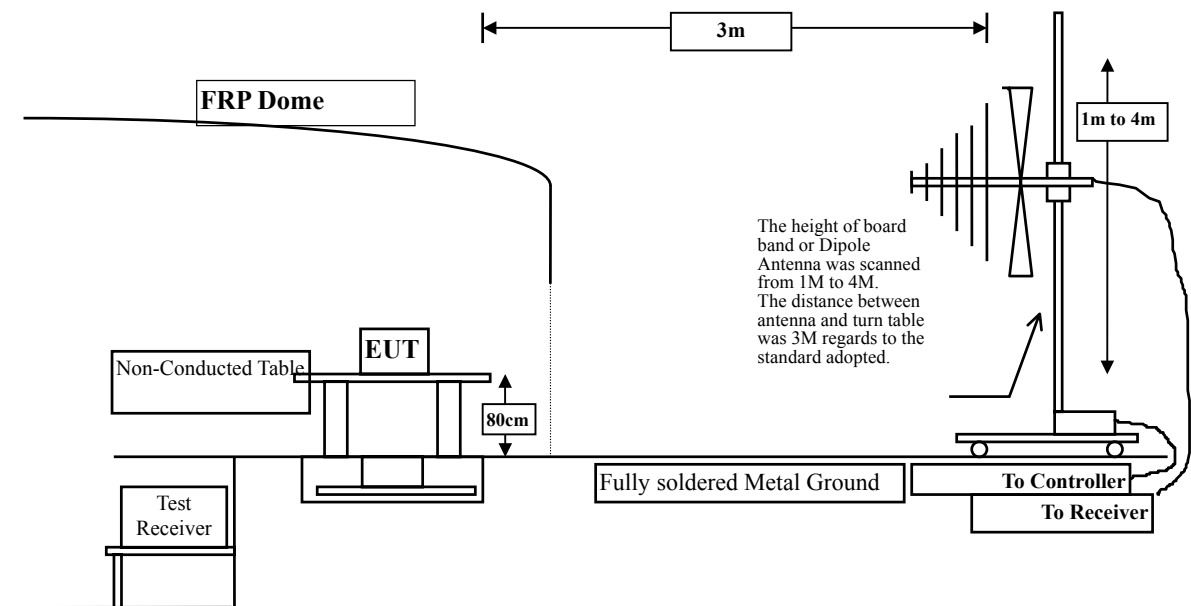 3m
FRP Dome
1m to 4m
The height of board
band or Dipole
Antenna was scanned
from 1M to 4M.
The distance between
antenna and turn table
was 3M regards to the
standard adopted.
EUT
Non-Conducted Table
80cm
Fully soldered Metal Ground
To Controller
To Receiver
Test
Receiver